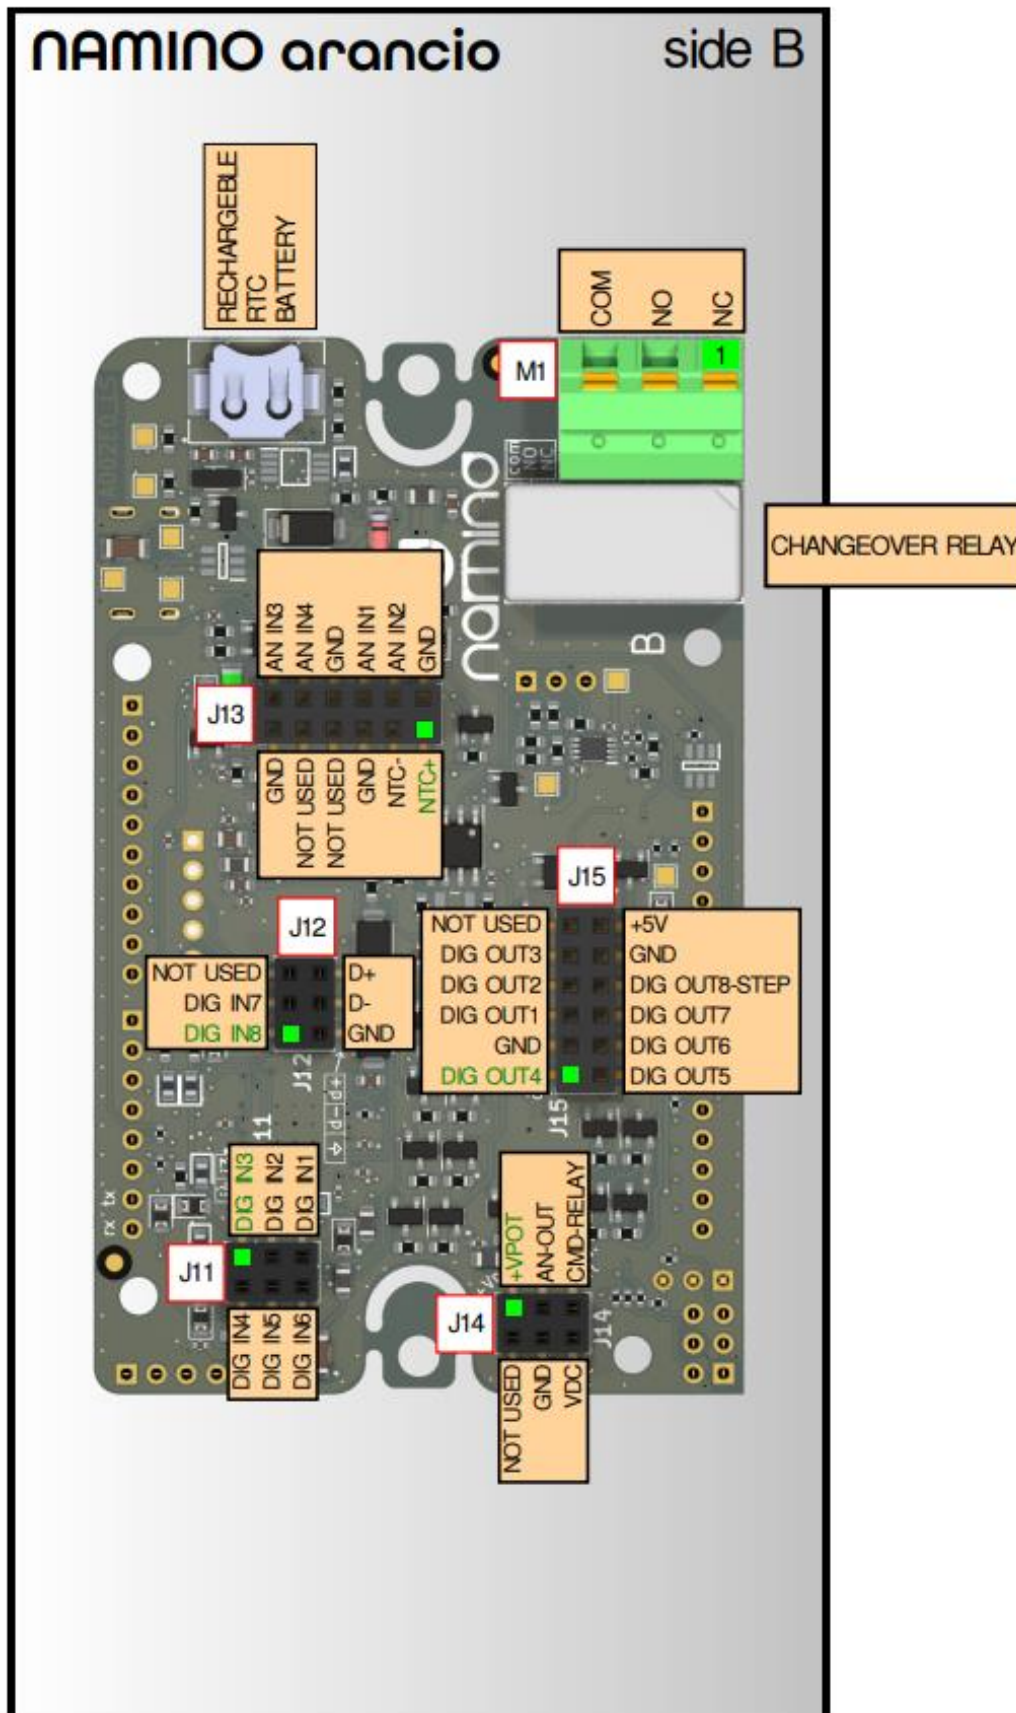 NAMINO arancio
side B
RECHARGEBLE
RTC
BATTERY
COM
NO
NC
M1
1
com
NO
NC
namino
CHANGEOVER RELAY
B
AN IN3
AN IN4
GND
AN IN1
AN IN2
GND
J13
GND
NOT USED
NOT USED
GND
NTC-
NTC+
J15
J12
NOT USED
DIG IN7
DIG IN8
D+
D-
GND
NOT USED
DIG OUT3
DIG OUT2
DIG OUT1
GND
DIG OUT4
+5V
GND
DIG OUT8-STEP
DIG OUT7
DIG OUT6
DIG OUT5
J12
J15
11
DIG IN3
DIG IN2
DIG IN1
rx tx
J11
DIG IN4
DIG IN5
DIG IN6
+VPOT
AN-OUT
CMD-RELAY
J14
J14
NOT USED
GND
VDC